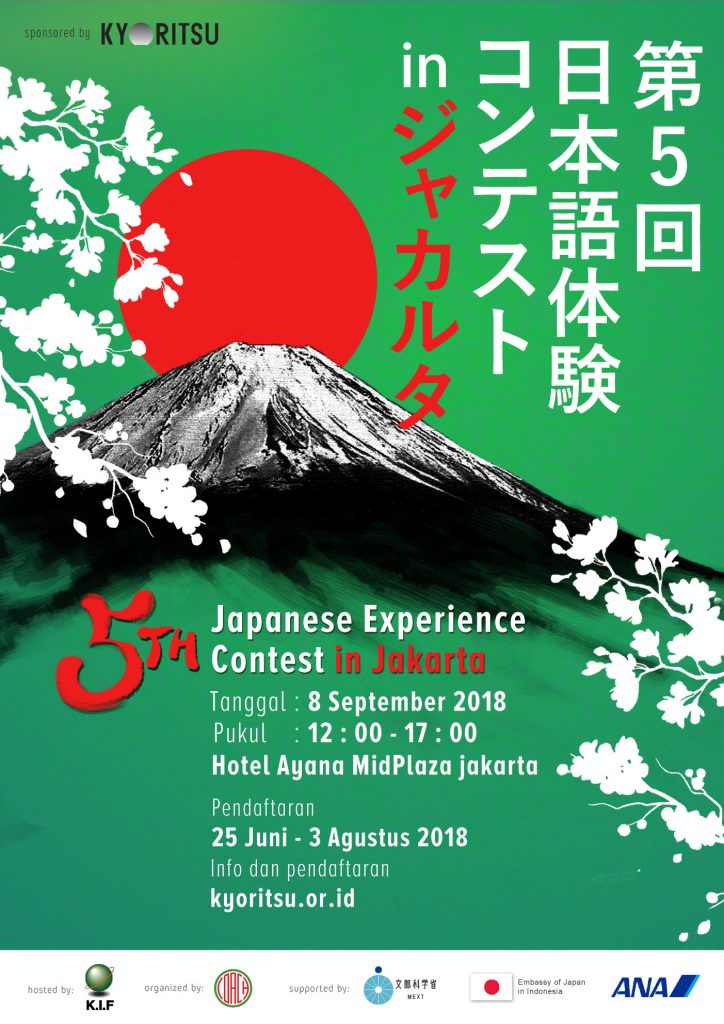 sponsored by KYORITSU
第5回
日本語体験
コンテスト
in ジャカルタ
5TH
Japanese Experience
Contest in Jakarta
Tanggal : 8 September 2018
Pukul : 12 : 00 - 17 : 00
Hotel Ayana MidPlaza jakarta
Pendaftaran
25 Juni - 3 Agustus 2018
Info dan pendaftaran
kyoritsu.or.id
hosted by: K.I.F
organized by:
supported by:
文部科学省
MEXT
Embassy of Japan
in Indonesia
ANA